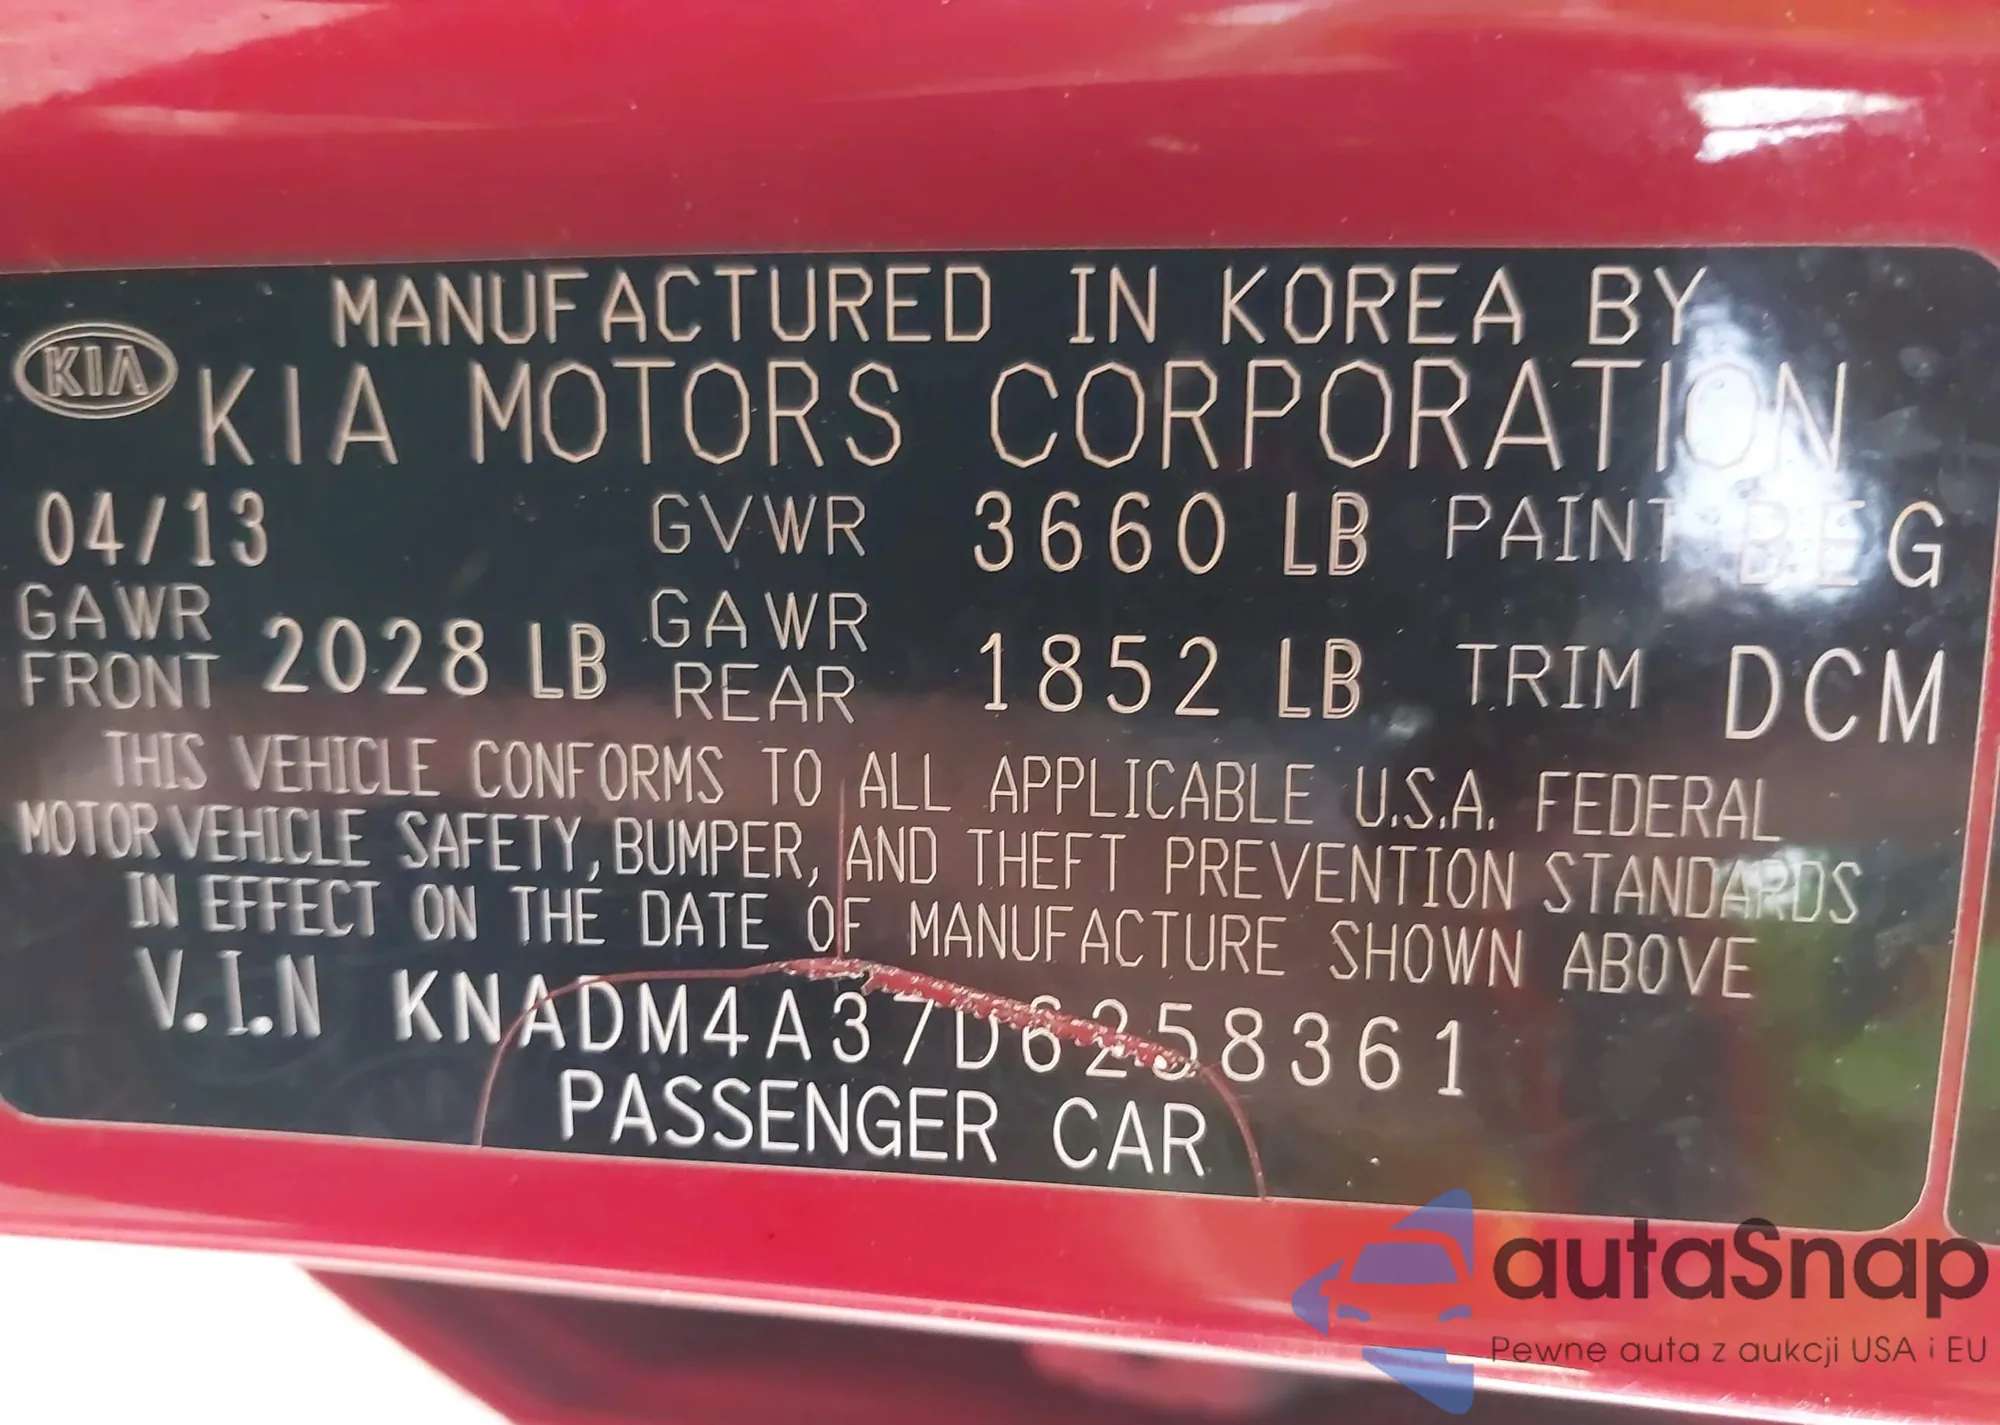 MANUFACTURED IN KOREA BY
KIA
KIA MOTORS CORPORATION
04/13 GVWR 3660 LB PAINT BEG
GAWR FRONT 2028 LB GAWR REAR 1852 LB TRIM DCM
THIS VEHICLE CONFORMS TO ALL APPLICABLE U.S.A. FEDERAL
MOTOR VEHICLE SAFETY, BUMPER, AND THEFT PREVENTION STANDARDS
IN EFFECT ON THE DATE OF MANUFACTURE SHOWN ABOVE
V.I.N KNADM4A37D6258361
PASSENGER CAR
autaSnap
Pewne auta z aukcji USA i EU